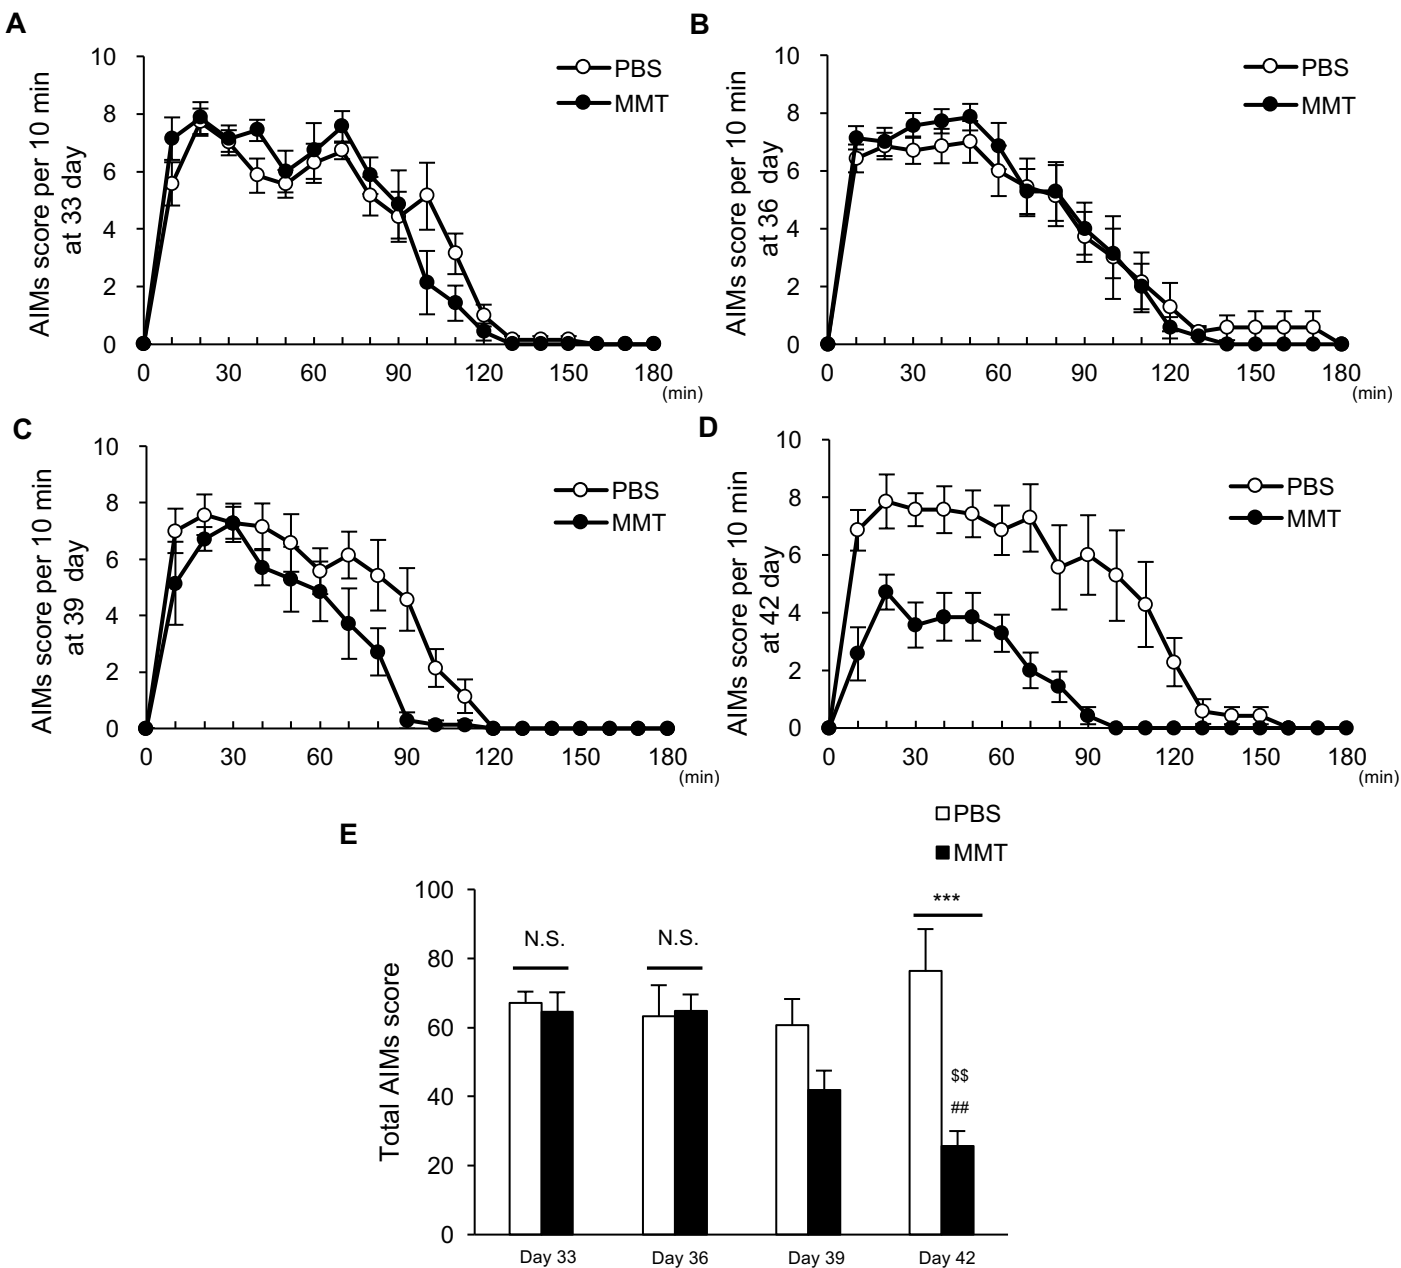 A
AIMs score per 10 min
at 33 day
10
8
6
4
2
0
PBS
MMT
0 30 60 90 120 150 180
(min)
B
AIMs score per 10 min
at 36 day
10
8
6
4
2
0
PBS
MMT
0 30 60 90 120 150 180
(min)
C
AIMs score per 10 min
at 39 day
10
8
6
4
2
0
PBS
MMT
0 30 60 90 120 150 180
(min)
D
AIMs score per 10 min
at 42 day
10
8
6
4
2
0
PBS
MMT
0 30 60 90 120 150 180
(min)
E
PBS
MMT
Total AIMs score
100
80
60
40
20
0
N.S.
N.S.
***
$$
##
Day 33 Day 36 Day 39 Day 42